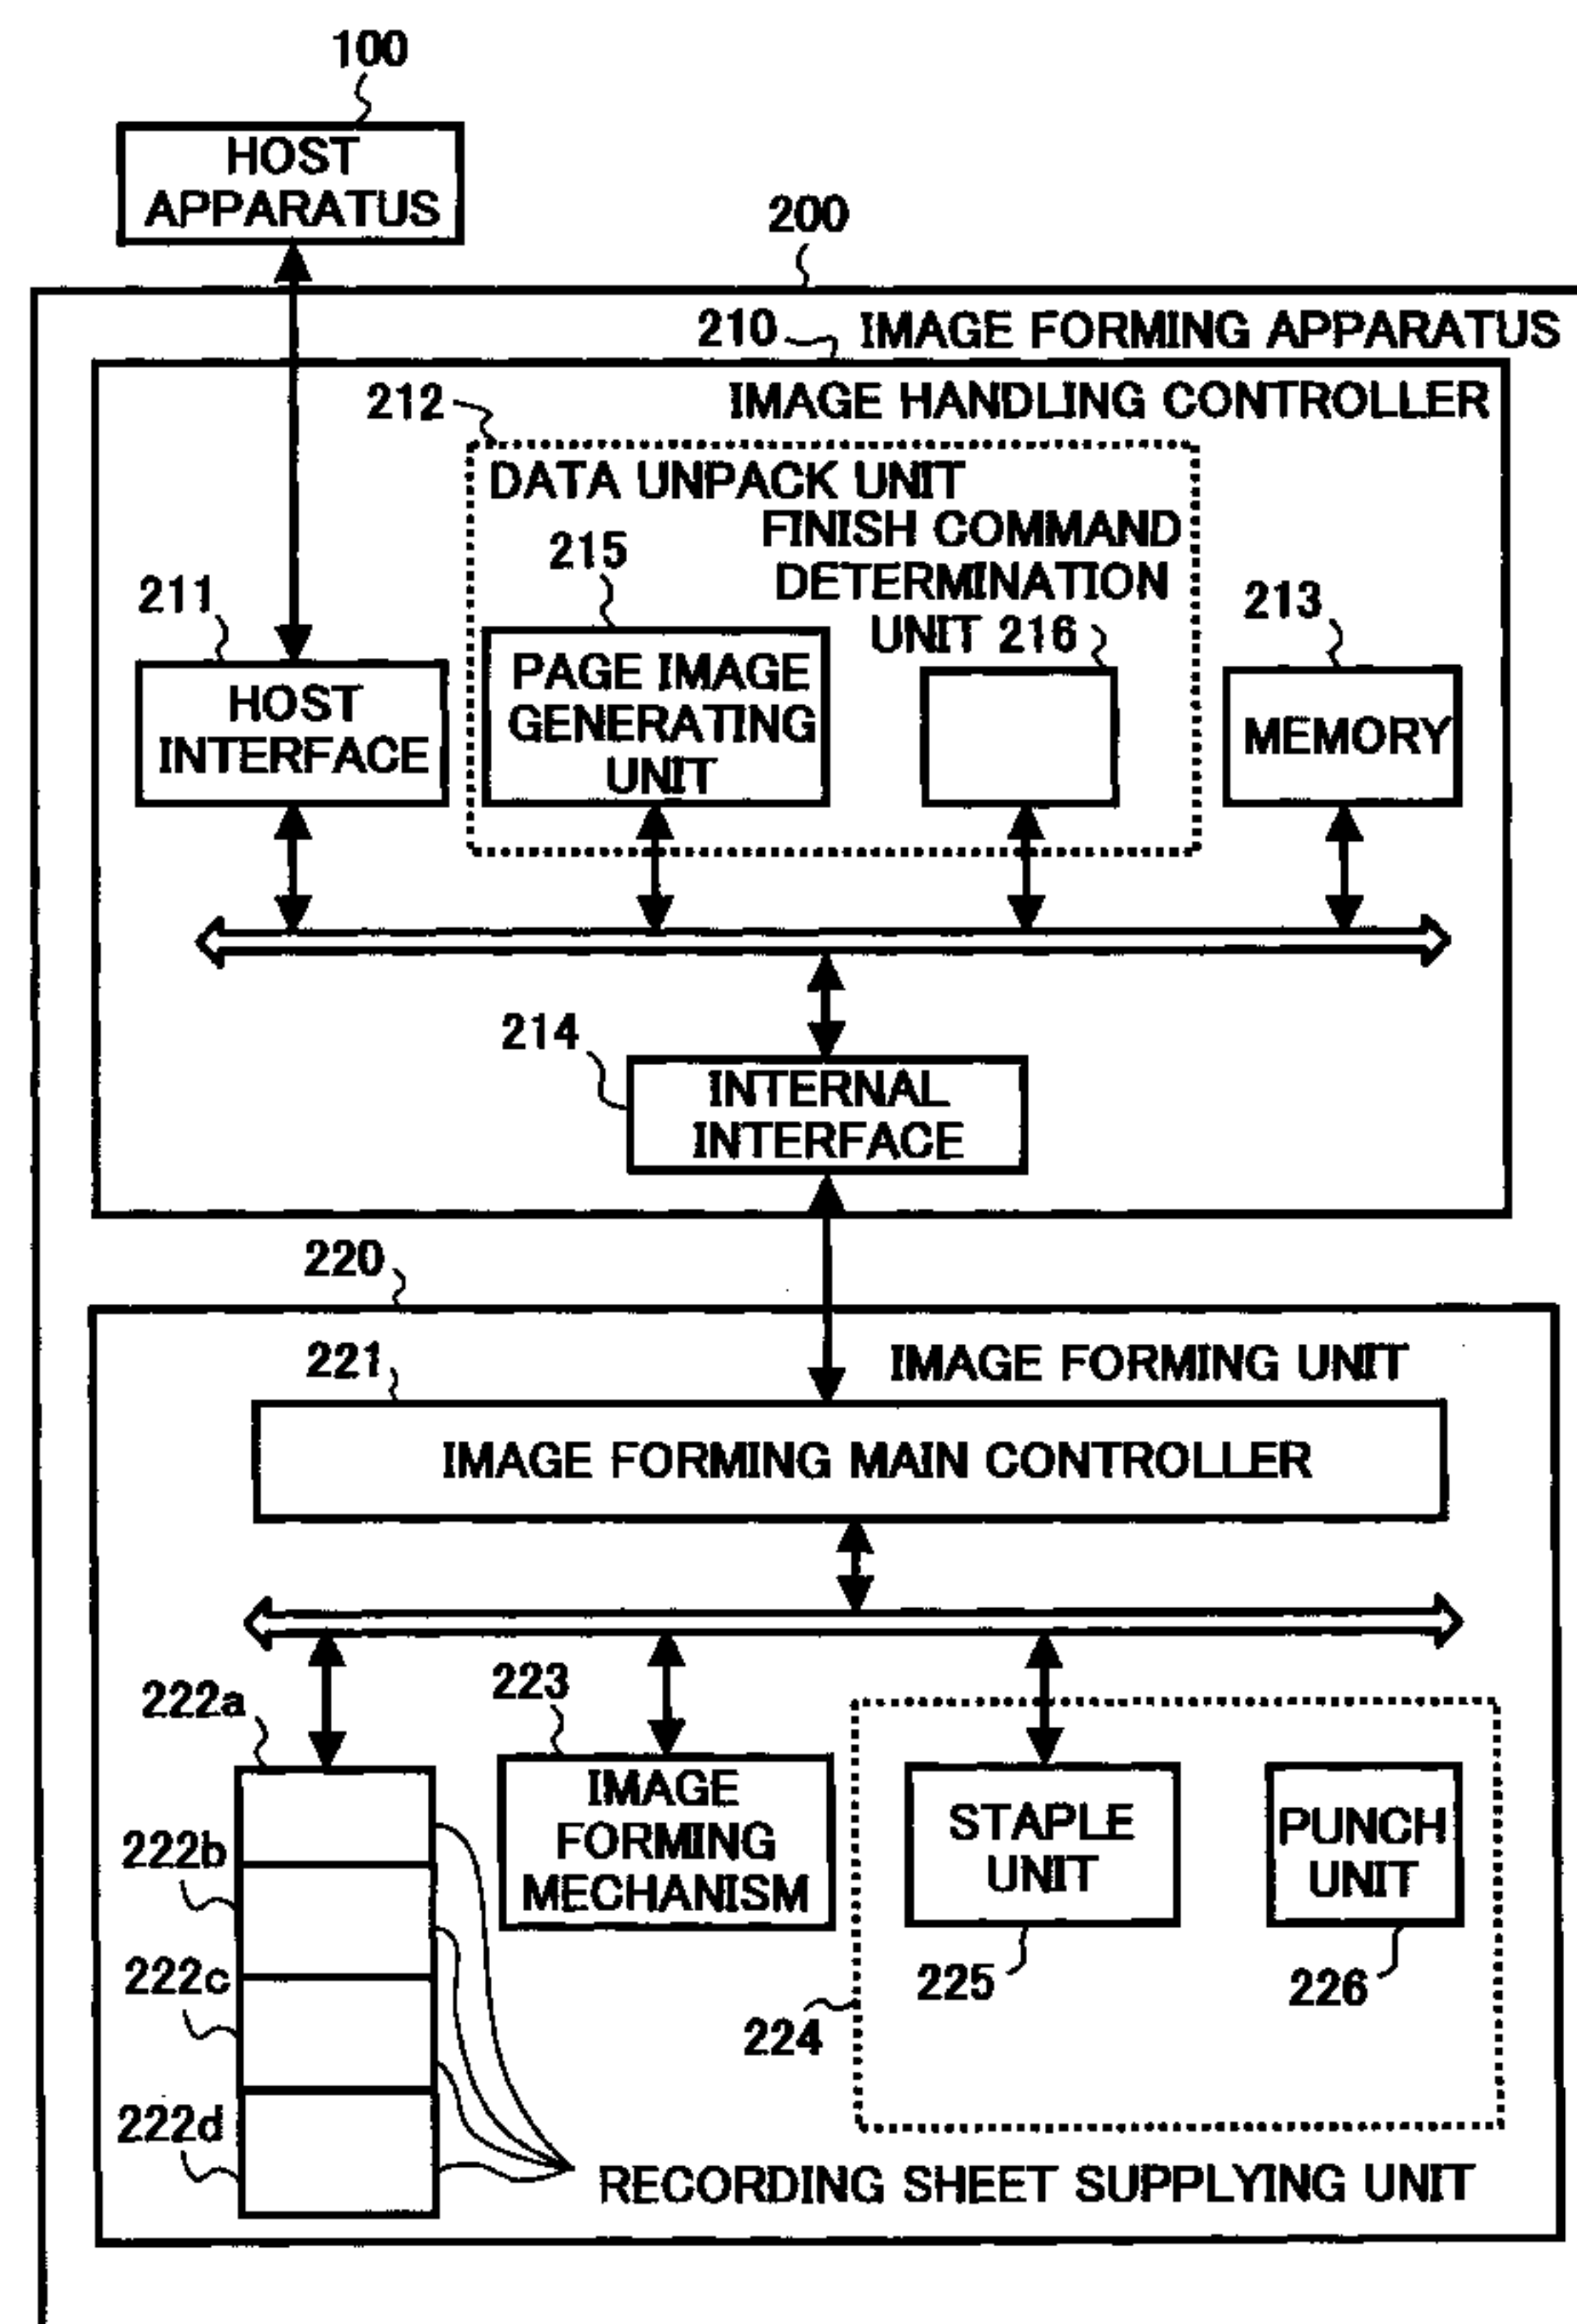 100
HOST
APPARATUS
200
210 IMAGE FORMING APPARATUS
212 IMAGE HANDLING CONTROLLER
DATA UNPACK UNIT
215 FINISH COMMAND
DETERMINATION
UNIT 216
211
213
HOST
INTERFACE
PAGE IMAGE
GENERATING
UNIT
MEMORY
214
INTERNAL
INTERFACE
220
221
IMAGE FORMING UNIT
IMAGE FORMING MAIN CONTROLLER
222a
223
222b
IMAGE
FORMING
MECHANISM
STAPLE
UNIT
PUNCH
UNIT
222c
225
226
224
222d
RECORDING SHEET SUPPLYING UNIT